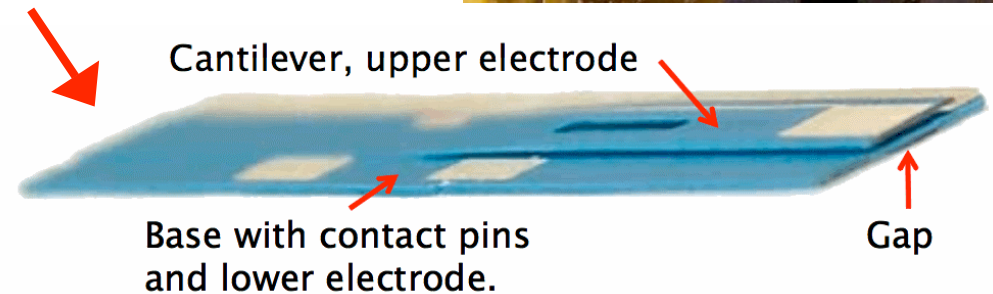 Cantilever, upper electrode
Base with contact pins
and lower electrode.
Gap